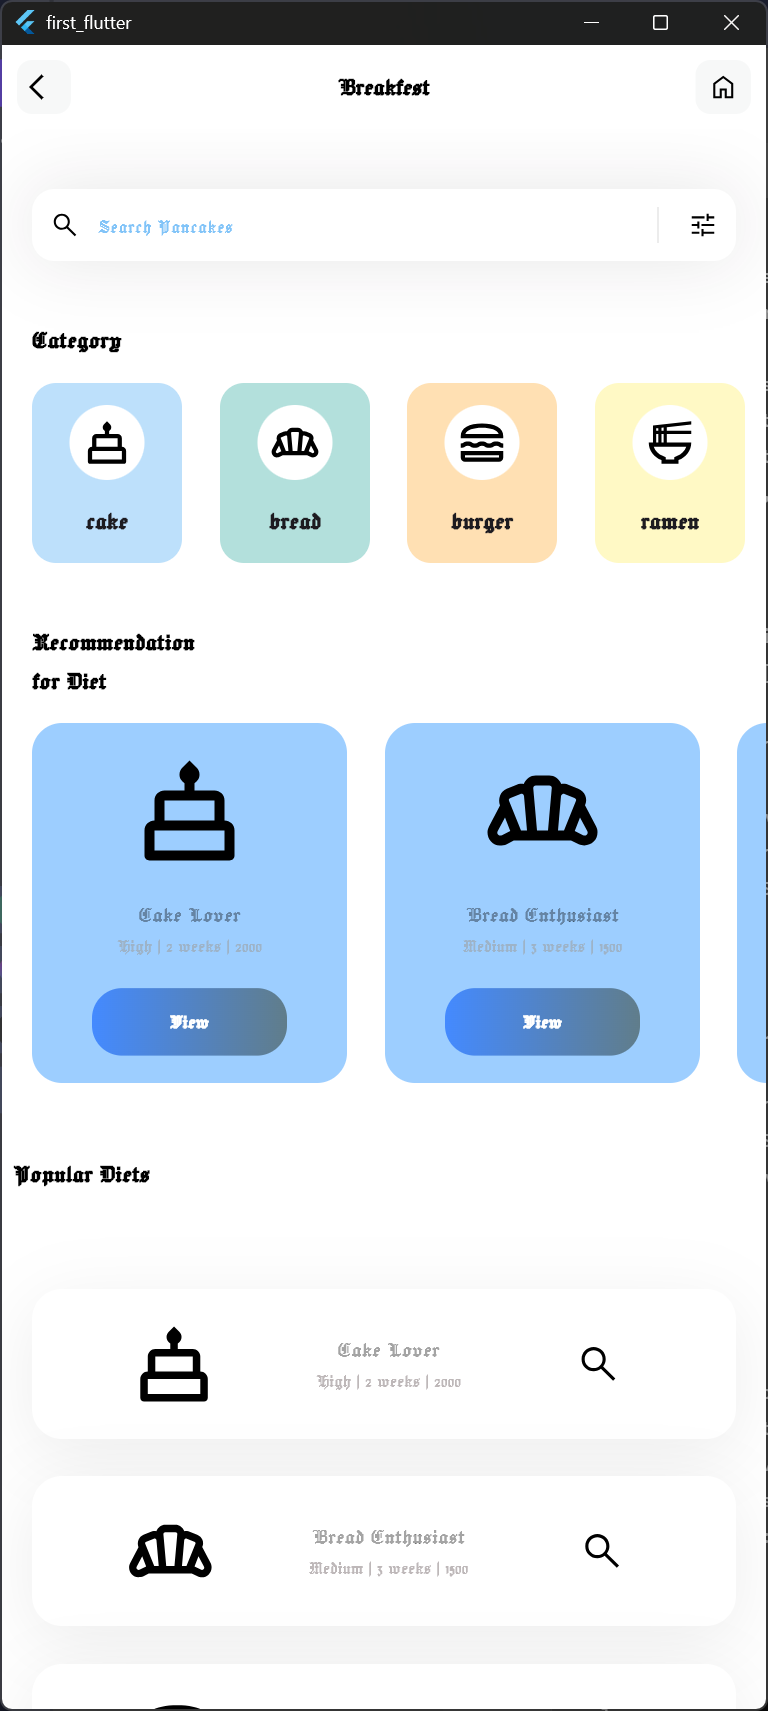 first_flutter
Breakfest
Search Pancakes
Category
cake
bread
burger
ramen
Recommendation
for Diet
Cake Lover
High | 2 weeks | 2000
View
Bread Enthusiast
Medium | 3 weeks | 1500
View
Popular Diets
Cake Lover
High | 2 weeks | 2000
Bread Enthusiast
Medium | 3 weeks | 1500